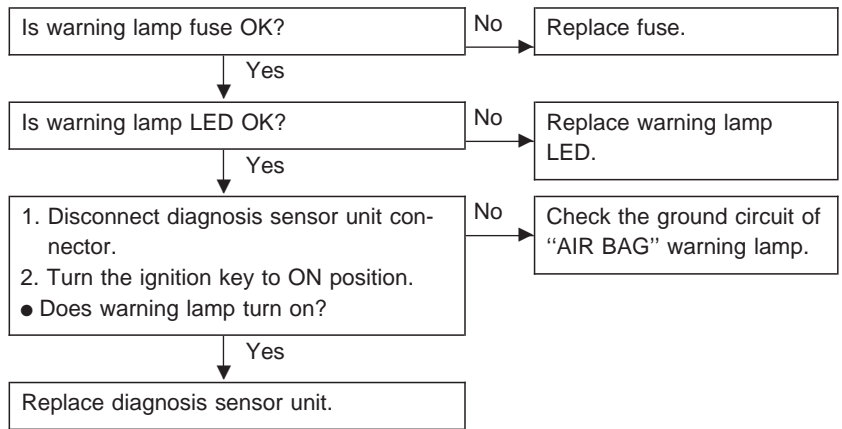 Is warning lamp fuse OK?
No
Replace fuse.
Yes
Is warning lamp LED OK?
No
Replace warning lamp
LED.
Yes
1. Disconnect diagnosis sensor unit con-
nector.
2. Turn the ignition key to ON position.
● Does warning lamp turn on?
No
Check the ground circuit of
‘‘AIR BAG’’ warning lamp.
Yes
Replace diagnosis sensor unit.